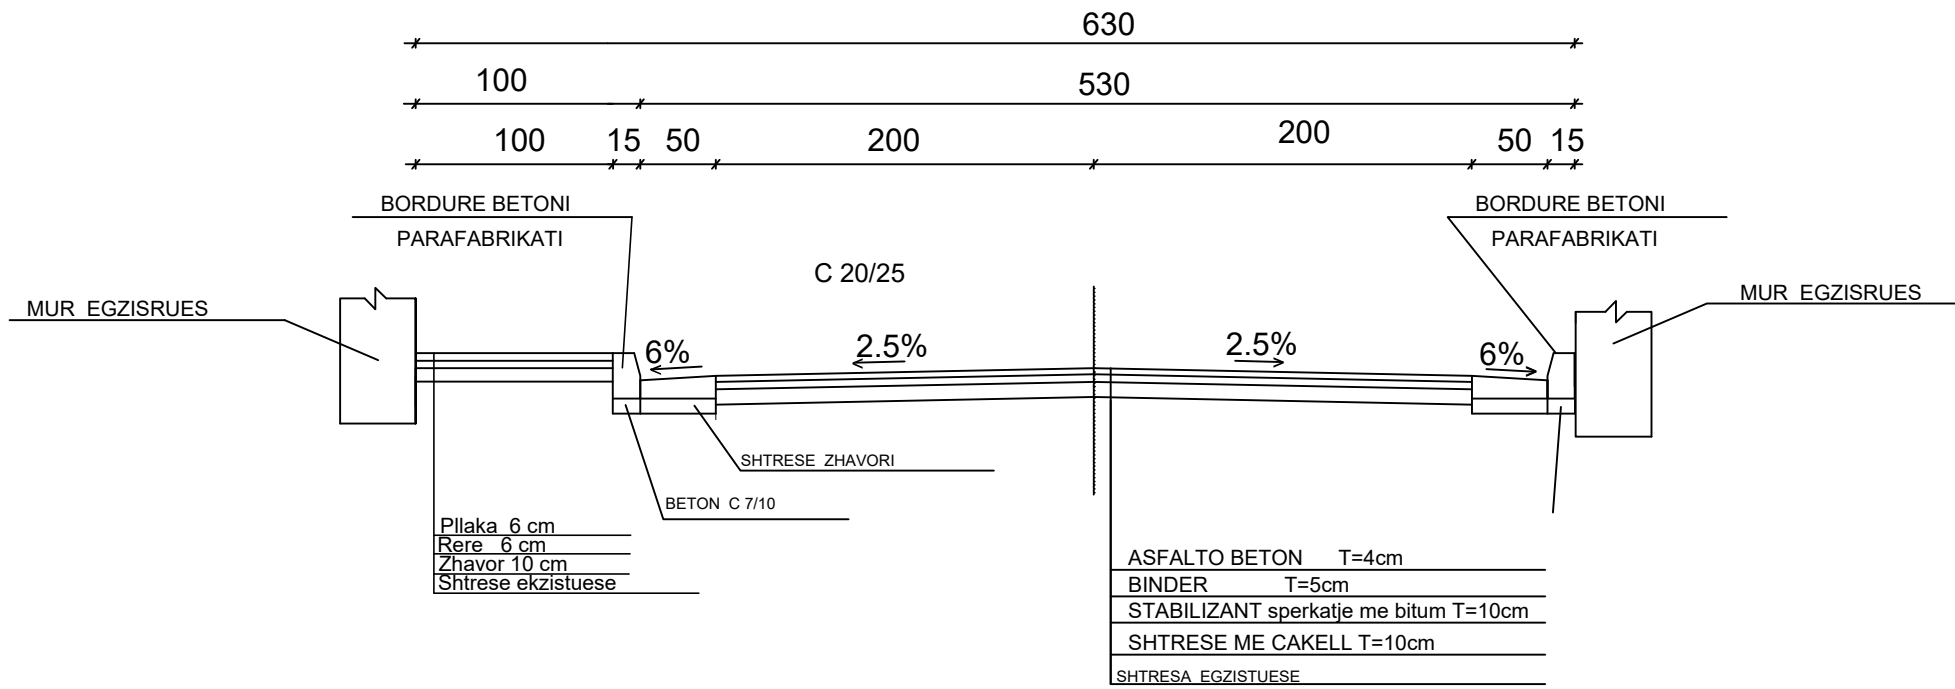 630
100 530
100 15 50 200 200 50 15
BORDURE BETONI
PARAFABRIKATI
BORDURE BETONI
PARAFABRIKATI
C 20/25
MUR EGZISRUES
MUR EGZISRUES
6% 2.5% 2.5% 6%
SHTRESE ZHAVORI
BETON C 7/10
Pllaka 6 cm
Rere 6 cm
Zhavor 10 cm
Shtrese ekzistuese
ASFALTO BETON T=4cm
BINDER T=5cm
STABILIZANT sperkatje me bitum T=10cm
SHTRESE ME CAKELL T=10cm
SHTRESA EGZISTUESE